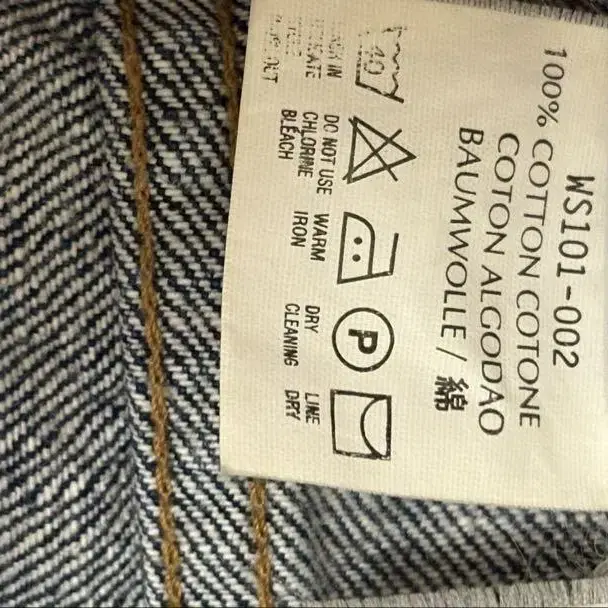 WS101-002
100% COTTON COTONE
COTON ALGODAO
BAUMWOLLE / 綿
40
P
DO NOT USE
CHLORINE
BLEACH
WARM
IRON
DRY
CLEANING
LINE
DRY